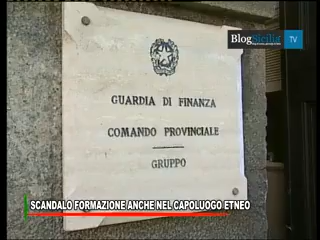 BlogSicilia TV
GUARDIA DI FINANZA
COMANDO PROVINCIALE
GRUPPO
SCANDALO FORMAZIONE ANCHE NEL CAPOLUOGO ETNEO